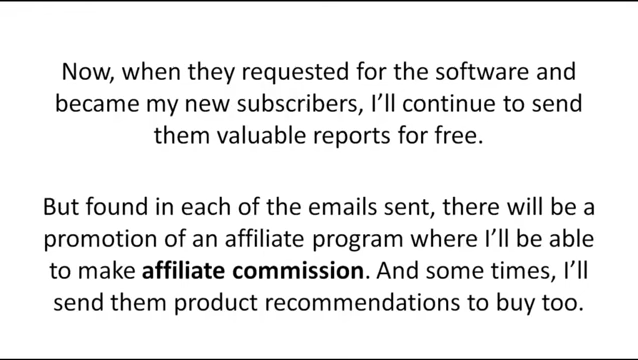 Now, when they requested for the software and
became my new subscribers, I’ll continue to send
them valuable reports for free.
But found in each of the emails sent, there will be a
promotion of an affiliate program where I’ll be able
to make affiliate commission. And some times, I’ll
send them product recommendations to buy too.